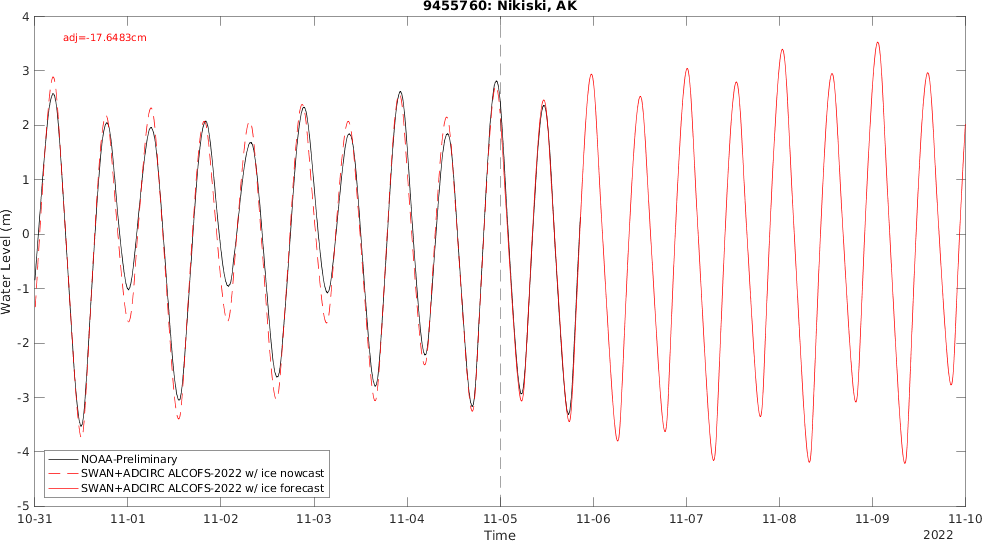 9455760: Nikiski, AK
adj=-17.6483cm
Water Level (m)
4
3
2
1
0
-1
-2
-3
-4
-5
NOAA-Preliminary
SWAN+ADCIRC ALCOFS-2022 w/ ice nowcast
SWAN+ADCIRC ALCOFS-2022 w/ ice forecast
10-31 11-01 11-02 11-03 11-04 11-05 11-06 11-07 11-08 11-09 11-10
Time
2022